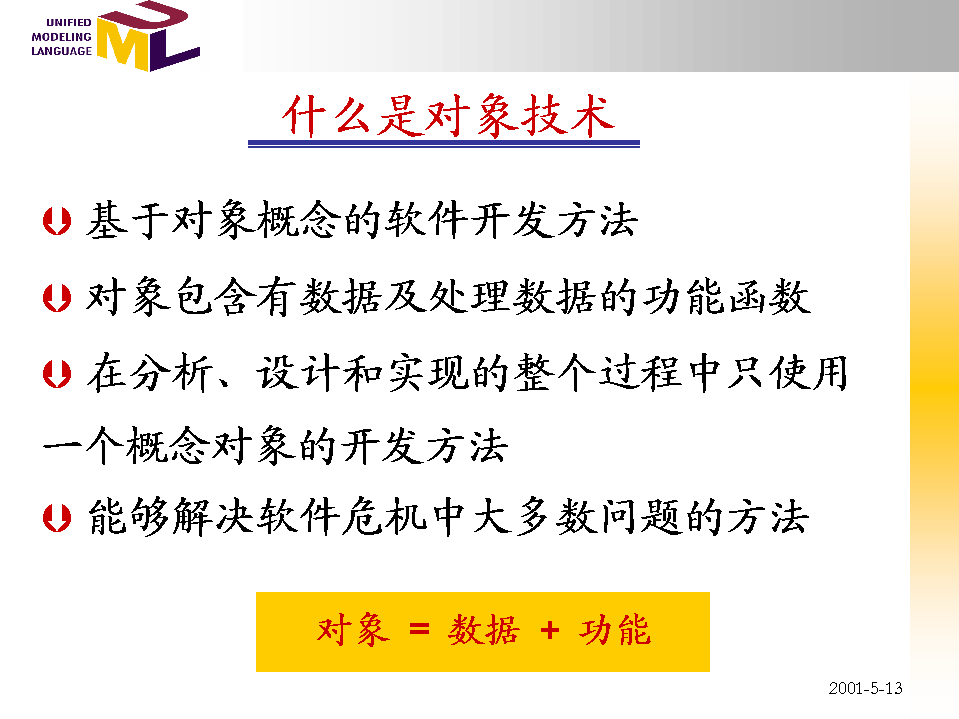 UNIFIED
MODELING
LANGUAGE
UML
什么是对象技术
基于对象概念的软件开发方法
对象包含有数据及处理数据的功能函数
在分析、设计和实现的整个过程中只使用
一个概念对象的开发方法
能够解决软件危机中大多数问题的方法
对象 = 数据 + 功能
2001-5-13